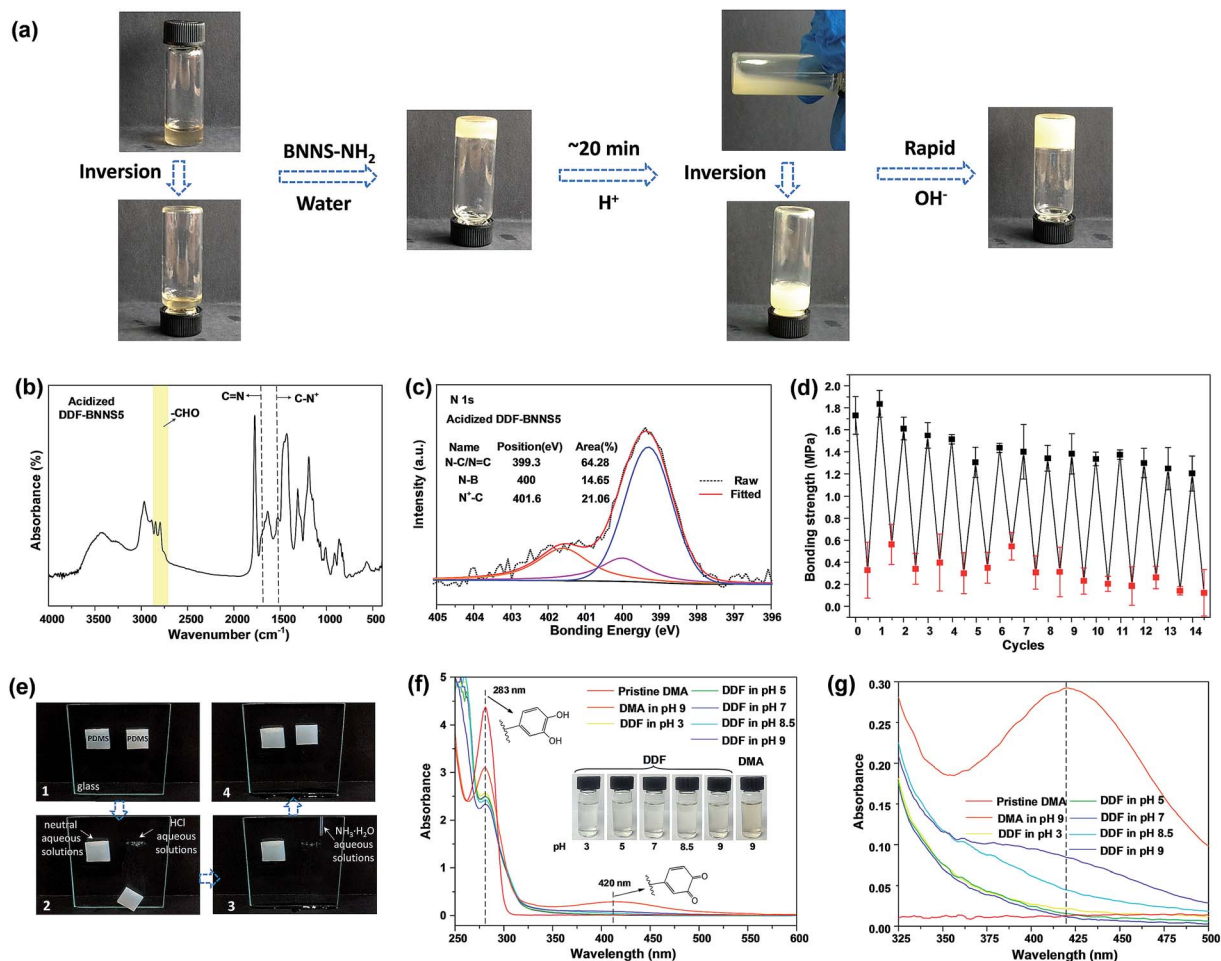 (a)
Inversion
BNNS-NH2
Water
~20 min
H+
Inversion
Rapid
OH-
(b)
Acidized
DDF-BNNS5
C=N
C-N+
-CHO
Absorbance (%)
4000 3500 3000 2500 2000 1500 1000 500
Wavenumber (cm-1)
(c)
N 1s
Acidized DDF-BNNS5
Name Position(eV) Area(%)
N-C/N=C 399.3 64.28
N-B 400 14.65
N+-C 401.6 21.06
Raw
Fitted
Intensity (a.u.)
405 404 403 402 401 400 399 398 397 396
Bonding Energy (eV)
(d)
Bonding strength (MPa)
2.0
1.8
1.6
1.4
1.2
1.0
0.8
0.6
0.4
0.2
0.0
0 1 2 3 4 5 6 7 8 9 10 11 12 13 14
Cycles
(e)
PDMS PDMS
glass
1
4
neutral
aqueous
solutions
HCl
aqueous
solutions
2
NH3·H2O
aqueous
solutions
3
(f)
Absorbance
5
4
3
2
1
0
283 nm
OH
HO
Pristine DMA
DMA in pH 9
DDF in pH 3
DDF in pH 5
DDF in pH 7
DDF in pH 8.5
DDF in pH 9
DDF DMA
pH 3 5 7 8.5 9 9
420 nm
O
O
250 300 350 400 450 500 550 600
Wavelength (nm)
(g)
Absorbance
0.30
0.25
0.20
0.15
0.10
0.05
0.00
Pristine DMA
DMA in pH 9
DDF in pH 3
DDF in pH 5
DDF in pH 7
DDF in pH 8.5
DDF in pH 9
325 350 375 400 425 450 475 500
Wavelength (nm)